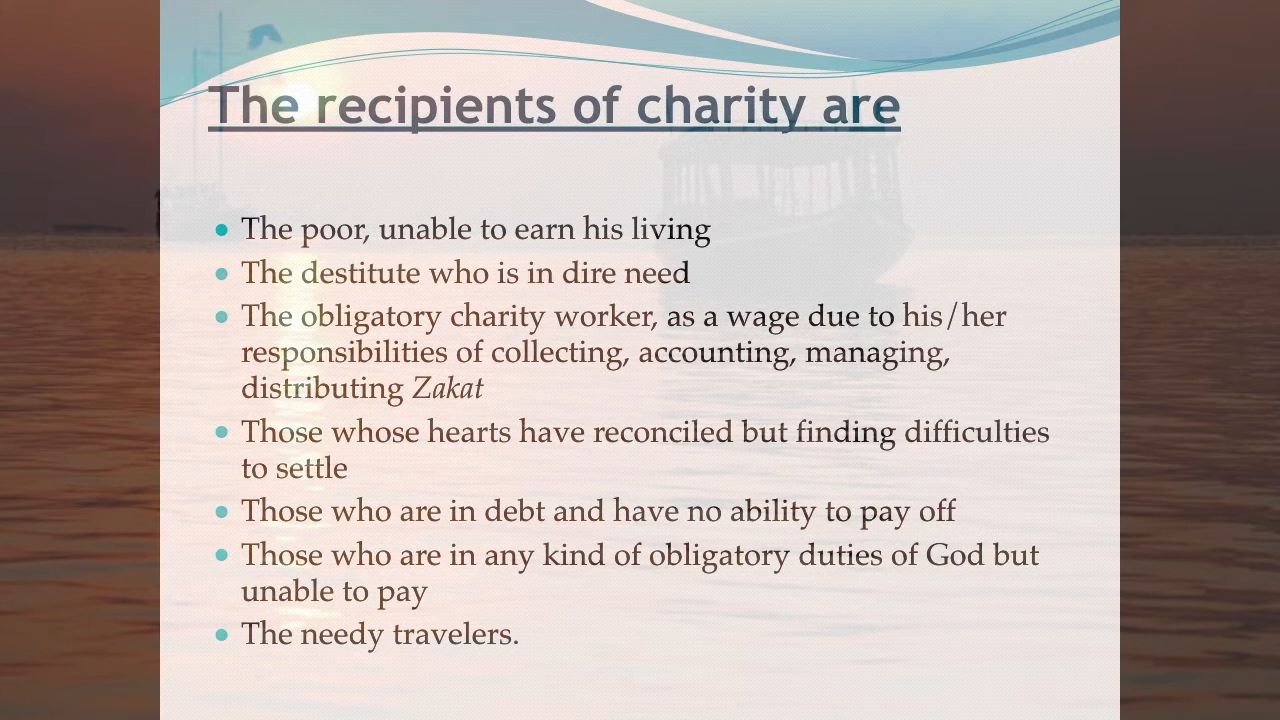 The recipients of charity are
• The poor, unable to earn his living
• The destitute who is in dire need
• The obligatory charity worker, as a wage due to his/her
responsibilities of collecting, accounting, managing,
distributing Zakat
• Those whose hearts have reconciled but finding difficulties
to settle
• Those who are in debt and have no ability to pay off
• Those who are in any kind of obligatory duties of God but
unable to pay
• The needy travelers.